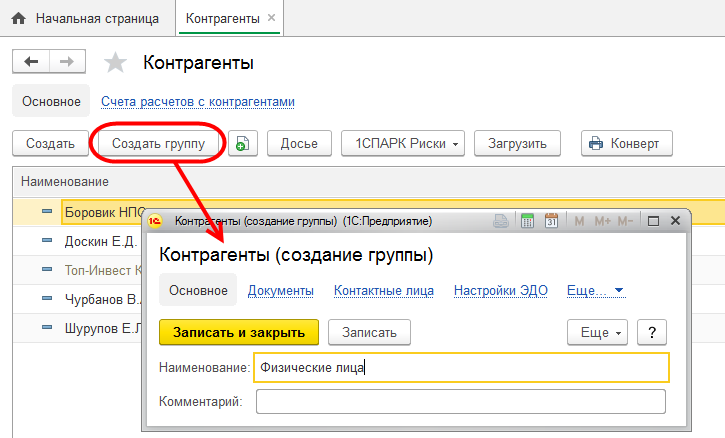 Начальная страница Контрагенты ×
Контрагенты
Основное Счета расчетов с контрагентами
Создать Создать группу Досье 1СПАРК Риски Загрузить Конверт
Наименование
Боровик НПО
Доскин Е.Д.
Топ-Инвест К
Чурбанов В.А
Шурупов Е.Л
1С Контрагенты (создание группы) (1С:Предприятие) 31 M M+ M-
Контрагенты (создание группы)
Основное Документы Контактные лица Настройки ЭДО Еще...
Записать и закрыть Записать Еще ?
Наименование: Физические лица
Комментарий: